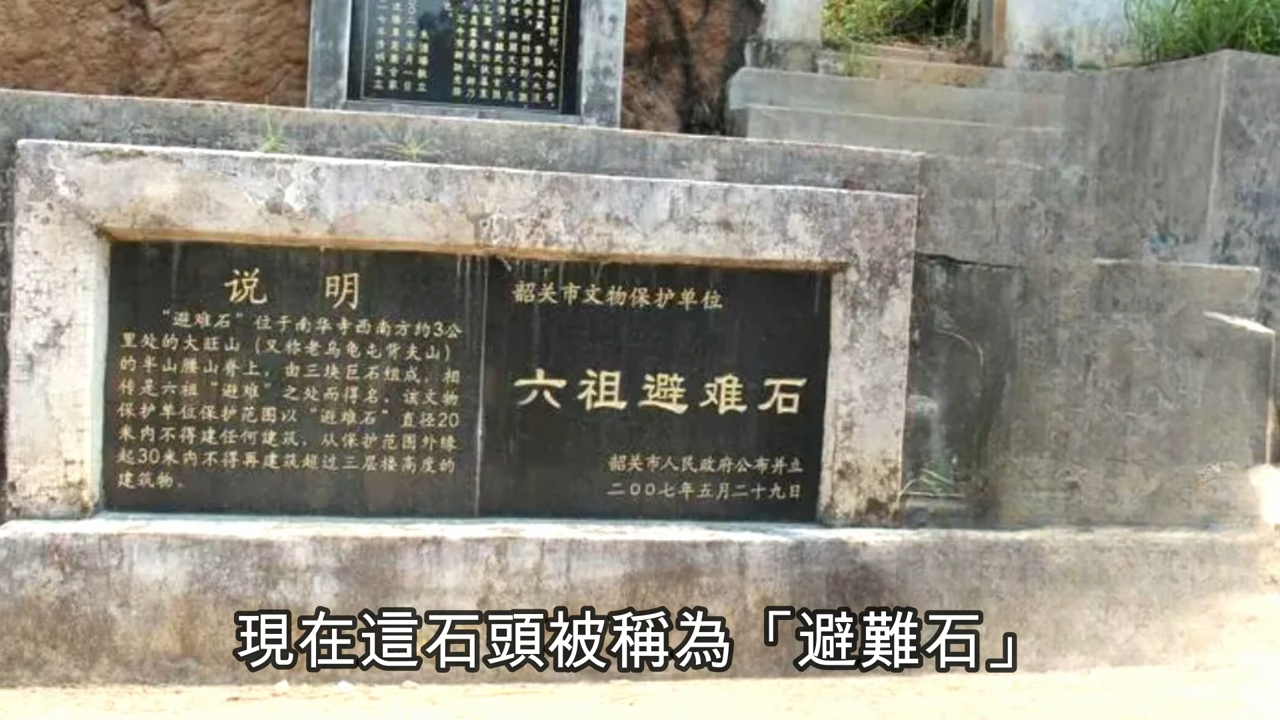 说 明
“避难石”位于南华寺西南方约3公
里处的大旺山（又称老乌龟屯背夫山）
的半山腰山脊上，由三块巨石组成，相
传是六祖“避难”之处而得名。该文物
保护单位保护范围以“避难石”直径20
米内不得建任何建筑，从保护范围外缘
起30米内不得再建筑超过三层楼高度的
建筑物。
韶关市文物保护单位
六祖避难石
韶关市人民政府公布并立
二00七年五月二十九日
現在這石頭被稱為「避難石」